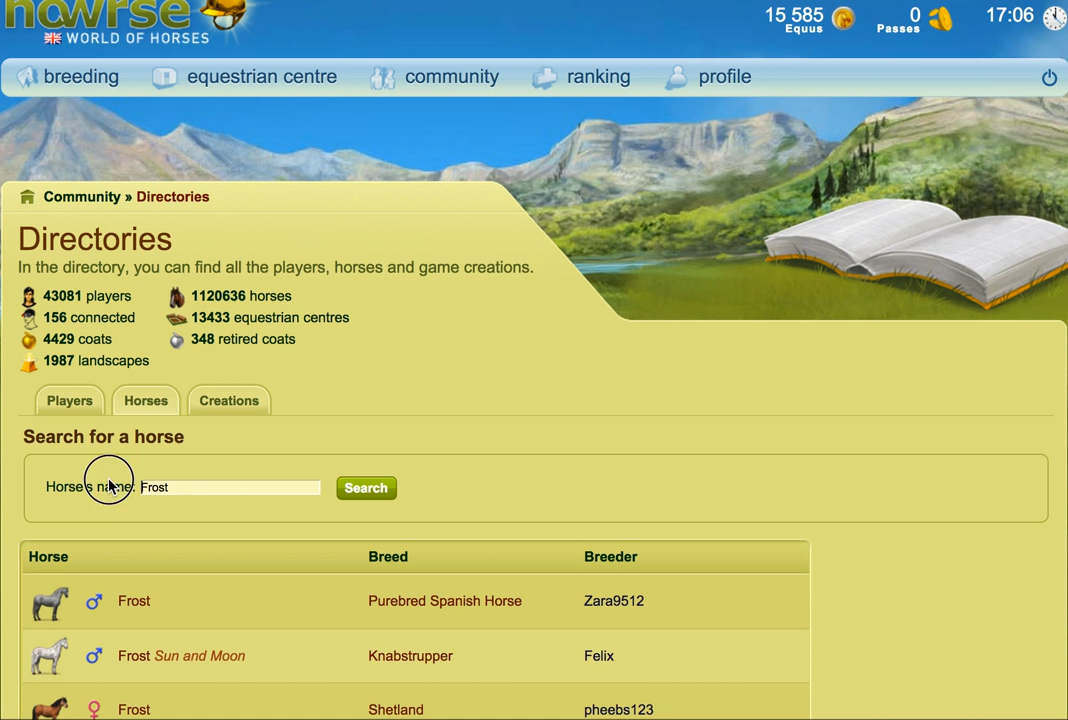 howrse
WORLD OF HORSES
15 585
Equus
0
Passes
17:06
breeding
equestrian centre
community
ranking
profile
Community » Directories
Directories
In the directory, you can find all the players, horses and game creations.
43081 players
1120636 horses
156 connected
13433 equestrian centres
4429 coats
348 retired coats
1987 landscapes
Players
Horses
Creations
Search for a horse
Horse's name: Frost
Search
Horse Breed Breeder
Frost Purebred Spanish Horse Zara9512
Frost Sun and Moon Knabstrupper Felix
Frost Shetland pheebs123